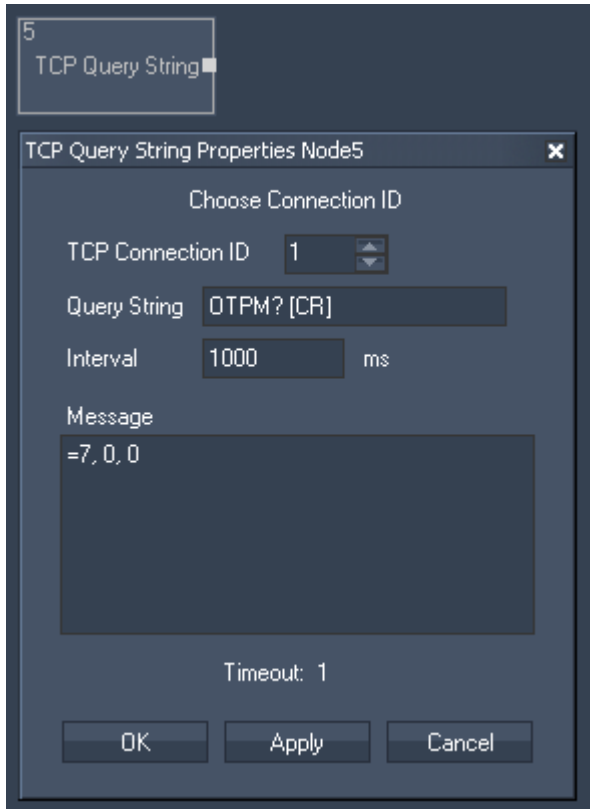 5
TCP Query String
TCP Query String Properties Node5
Choose Connection ID
TCP Connection ID 1
Query String OTPM? [CR]
Interval 1000 ms
Message
=7, 0, 0
Timeout: 1
OK Apply Cancel